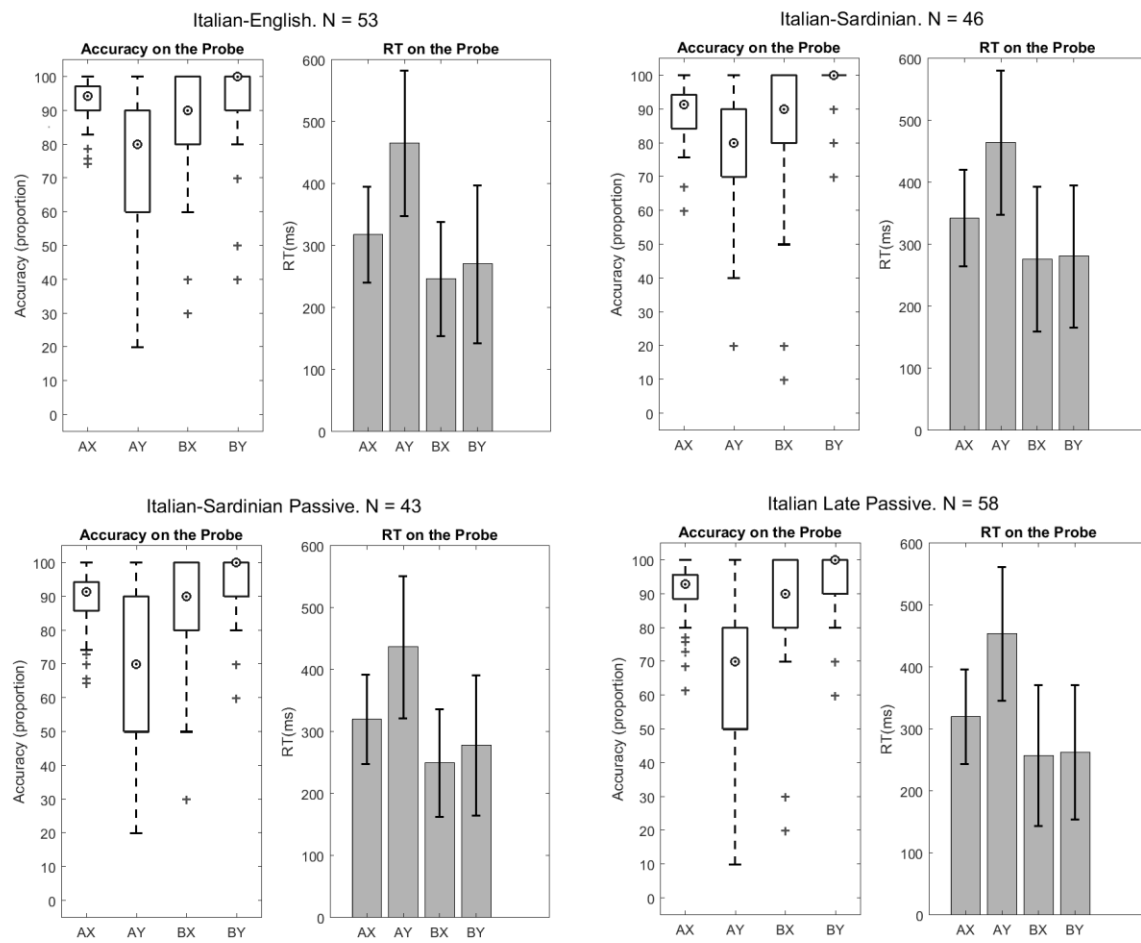 Italian-English. N = 53
Accuracy on the Probe
Accuracy (proportion)
100
90
80
70
60
50
40
30
20
10
0
AX AY BX BY
RT on the Probe
RT(ms)
600
500
400
300
200
100
0
AX AY BX BY
Italian-Sardinian. N = 46
Accuracy on the Probe
Accuracy (proportion)
100
90
80
70
60
50
40
30
20
10
0
AX AY BX BY
RT on the Probe
RT(ms)
600
500
400
300
200
100
0
AX AY BX BY
Italian-Sardinian Passive. N = 43
Accuracy on the Probe
Accuracy (proportion)
100
90
80
70
60
50
40
30
20
10
0
AX AY BX BY
RT on the Probe
RT(ms)
600
500
400
300
200
100
0
AX AY BX BY
Italian Late Passive. N = 58
Accuracy on the Probe
Accuracy (proportion)
100
90
80
70
60
50
40
30
20
10
0
AX AY BX BY
RT on the Probe
RT(ms)
600
500
400
300
200
100
0
AX AY BX BY